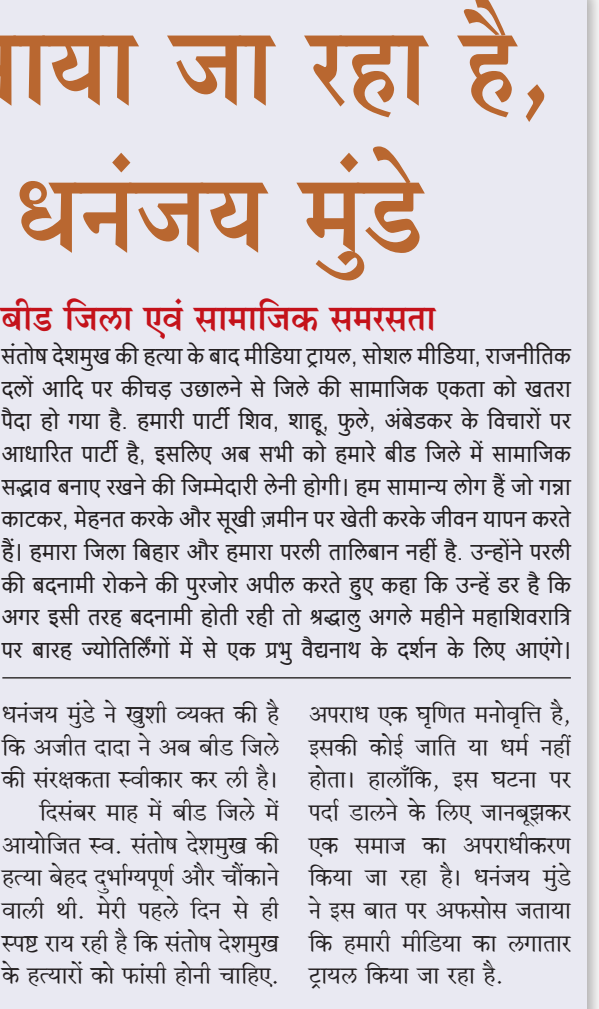 जा रहा है,
धनंजय मुंडे
बीड जिला एवं सामाजिक समरसता
संतोष देशमुख की हत्या के बाद मीडिया ट्रायल, सोशल मीडिया, राजनीतिक
दलों आदि पर कीचड़ उछालने से जिले की सामाजिक एकता को खतरा
पैदा हो गया है. हमारी पार्टी शिव, शाहू, फुले, अंबेडकर के विचारों पर
आधारित पार्टी है, इसलिए अब सभी को हमारे बीड जिले में सामाजिक
सद्भाव बनाए रखने की जिम्मेदारी लेनी होगी। हम सामान्य लोग हैं जो गन्ना
काटकर, मेहनत करके और सूखी ज़मीन पर खेती करके जीवन यापन करते
हैं। हमारा जिला बिहार और हमारा परली तालिबान नहीं है. उन्होंने परली
की बदनामी रोकने की पुरजोर अपील करते हुए कहा कि उन्हें डर है कि
अगर इसी तरह बदनामी होती रही तो श्रद्धालु अगले महीने महाशिवरात्रि
पर बारह ज्योतिर्लिंगों में से एक प्रभु वैद्यनाथ के दर्शन के लिए आएंगे।
धनंजय मुंडे ने खुशी व्यक्त की है
कि अजीत दादा ने अब बीड जिले
की संरक्षकता स्वीकार कर ली है।
दिसंबर माह में बीड जिले में
आयोजित स्व. संतोष देशमुख की
हत्या बेहद दुर्भाग्यपूर्ण और चौंकाने
वाली थी. मेरी पहले दिन से ही
स्पष्ट राय रही है कि संतोष देशमुख
के हत्यारों को फांसी होनी चाहिए.
अपराध एक घृणित मनोवृत्ति है,
इसकी कोई जाति या धर्म नहीं
होता। हालाँकि, इस घटना पर
पर्दा डालने के लिए जानबूझकर
एक समाज का अपराधीकरण
किया जा रहा है। धनंजय मुंडे
ने इस बात पर अफसोस जताया
कि हमारी मीडिया का लगातार
ट्रायल किया जा रहा है.